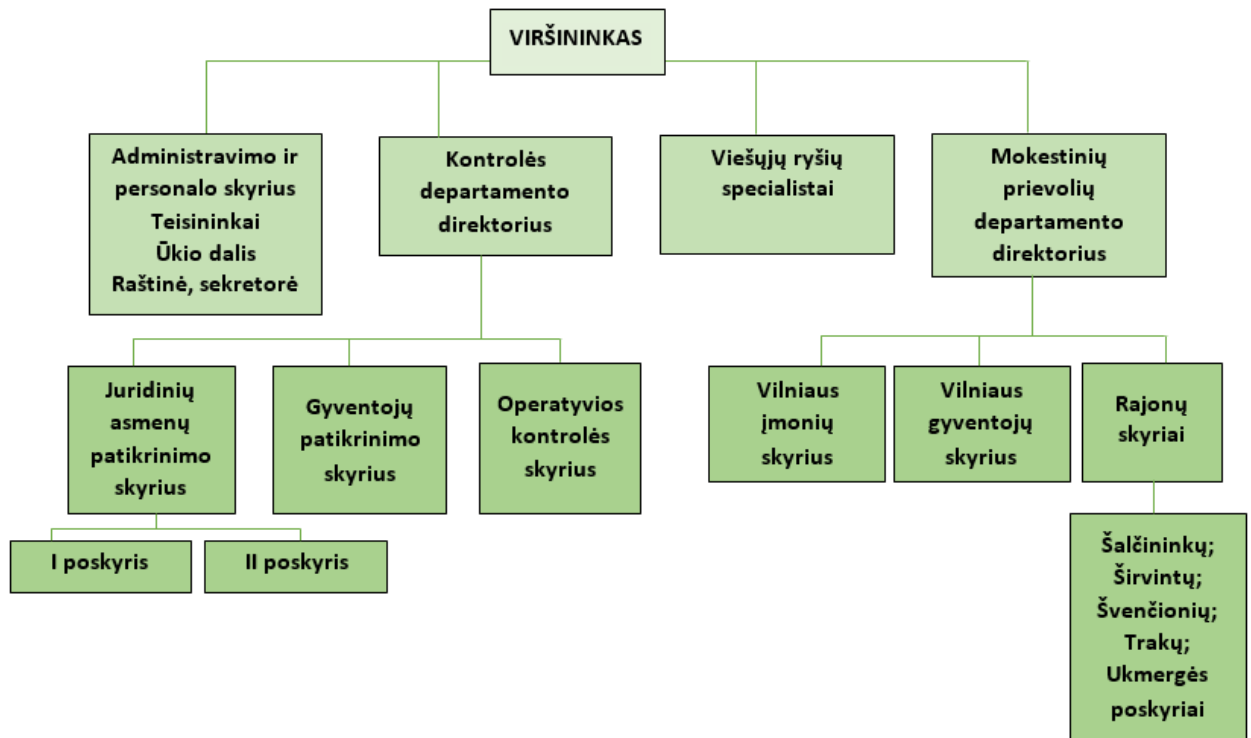 VIRŠININKAS
Administravimo ir
personalo skyrius
Teisininkai
Ūkio dalis
Raštinė, sekretorė
Kontrolės
departamento
direktorius
Viešųjų ryšių
specialistai
Mokestinių
prievolių
departamento
direktorius
Juridinių
asmenų
patikrinimo
skyrius
Gyventojų
patikrinimo
skyrius
Operatyvios
kontrolės
skyrius
Vilniaus
įmonių
skyrius
Vilniaus
gyventojų
skyrius
Rajonų
skyriai
I poskyris
II poskyris
Šalčininkų;
Širvintų;
Švenčionių;
Trakų;
Ukmergės
poskyriai